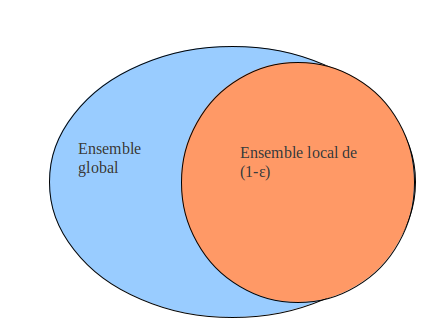 Ensemble
global
Ensemble local de
(1-ε)